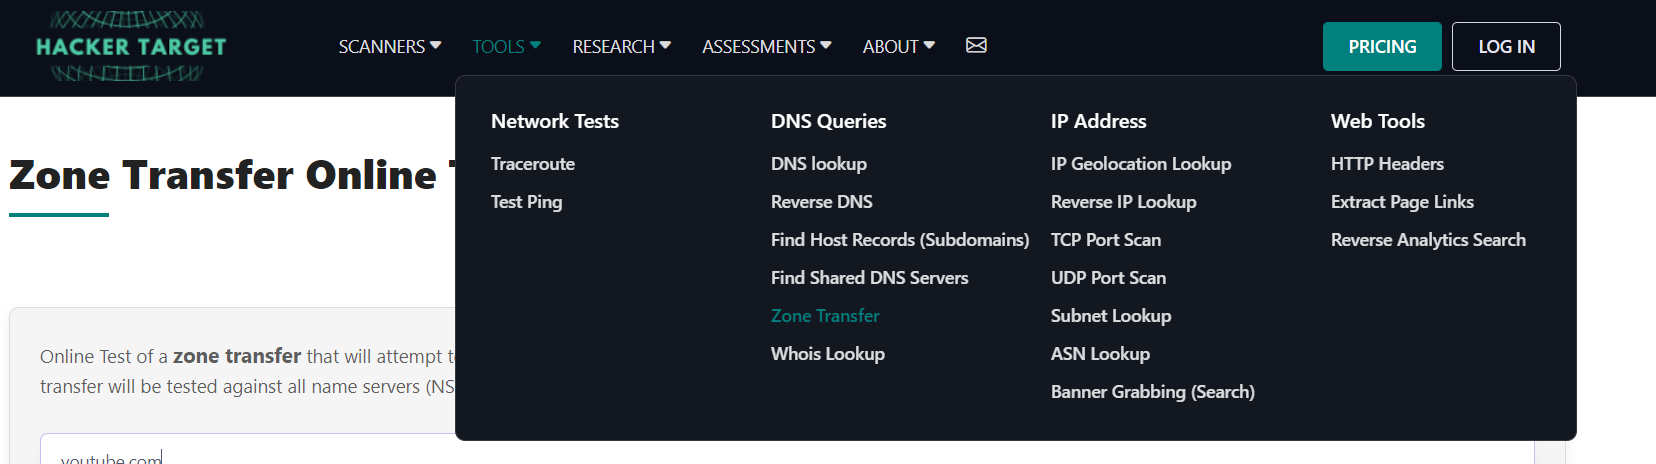 HACKER TARGET
SCANNERS TOOLS RESEARCH ASSESSMENTS ABOUT
PRICING
LOG IN
Network Tests
Traceroute
Test Ping
DNS Queries
DNS lookup
Reverse DNS
Find Host Records (Subdomains)
Find Shared DNS Servers
Zone Transfer
Whois Lookup
IP Address
IP Geolocation Lookup
Reverse IP Lookup
TCP Port Scan
UDP Port Scan
Subnet Lookup
ASN Lookup
Banner Grabbing (Search)
Web Tools
HTTP Headers
Extract Page Links
Reverse Analytics Search
Zone Transfer Online
Online Test of a zone transfer that will attempt
transfer will be tested against all name servers (NS
youtube.com